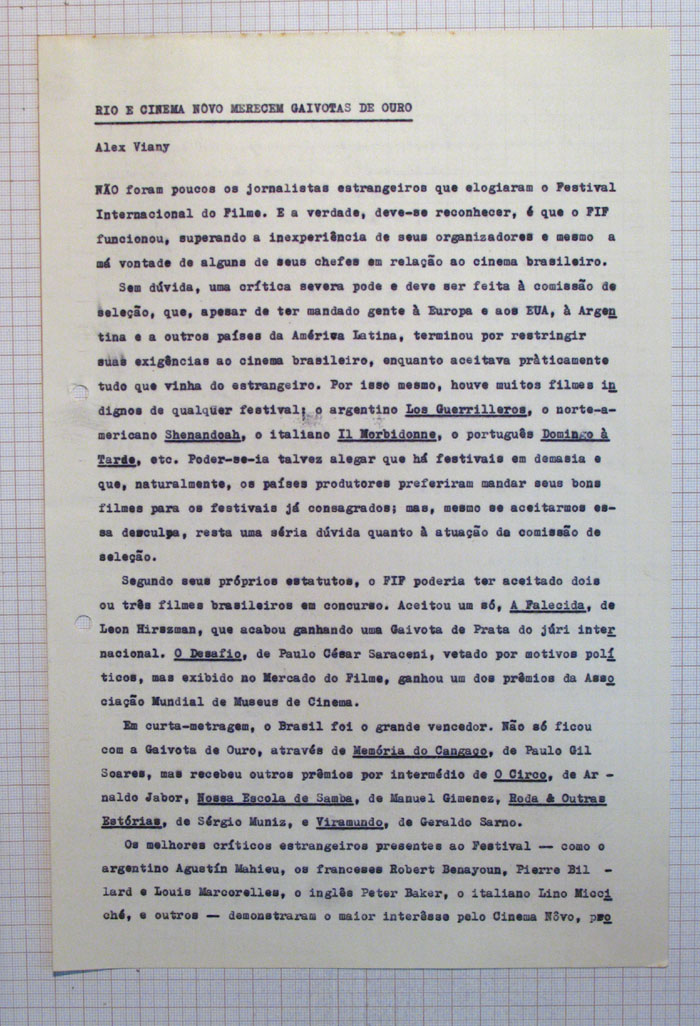 RIO E CINEMA NÔVO MERECEM GAIVOTAS DE OURO
Alex Viany
NÃO foram poucos os jornalistas estrangeiros que elogiaram o Festival
Internacional do Filme. E a verdade, deve-se reconhecer, é que o FIF
funcionou, superando a inexperiência de seus organizadores e mesmo a
má vontade de alguns de seus chefes em relação ao cinema brasileiro.
Sem dúvida, uma crítica severa pode e deve ser feita à comissão de
seleção, que, apesar de ter mandado gente à Europa e aos EUA, à Argen
tina e a outros países da América Latina, terminou por restringir
suas exigências ao cinema brasileiro, enquanto aceitava pràticamente
tudo que vinha do estrangeiro. Por isso mesmo, houve muitos filmes in
dignos de qualquer festival: o argentino Los Guerrilleros, o norte-a-
mericano Shenandoah, o italiano Il Morbidonne, o português Domingo à
Tarde, etc. Poder-se-ia talvez alegar que há festivais em demasia e
que, naturalmente, os países produtores preferiram mandar seus bons
filmes para os festivais já consagrados; mas, mesmo se aceitarmos es-
sa desculpa, resta uma séria dúvida quanto à atuação da comissão de
seleção.
Segundo seus próprios estatutos, o FIF poderia ter aceitado dois
ou três filmes brasileiros em concurso. Aceitou um só, A Falecida, de
Leon Hirszman, que acabou ganhando uma Gaivota de Prata do júri inter
nacional. O Desafio, de Paulo César Saraceni, vetado por motivos polí
ticos, mas exibido no Mercado do Filme, ganhou um dos prêmios da Asso
ciação Mundial de Museus de Cinema.
Em curta-metragem, o Brasil foi o grande vencedor. Não só ficou
com a Gaivota de Ouro, através de Memória do Cangaço, de Paulo Gil
Soares, mas recebeu outros prêmios por intermédio de O Circo, de Ar -
naldo Jabor, Nossa Escola de Samba, de Manuel Gimenez, Roda & Outras
Estórias, de Sérgio Muniz, e Viramundo, de Geraldo Sarno.
Os melhores críticos estrangeiros presentes ao Festival — como o
argentino Agustín Mahieu, os franceses Robert Benayoun, Pierre Bil -
lard e Louis Marcorelles, o inglês Peter Baker, o italiano Lino Micci
ché, e outros — demonstraram o maior interêsse pelo Cinema Nôvo, pro